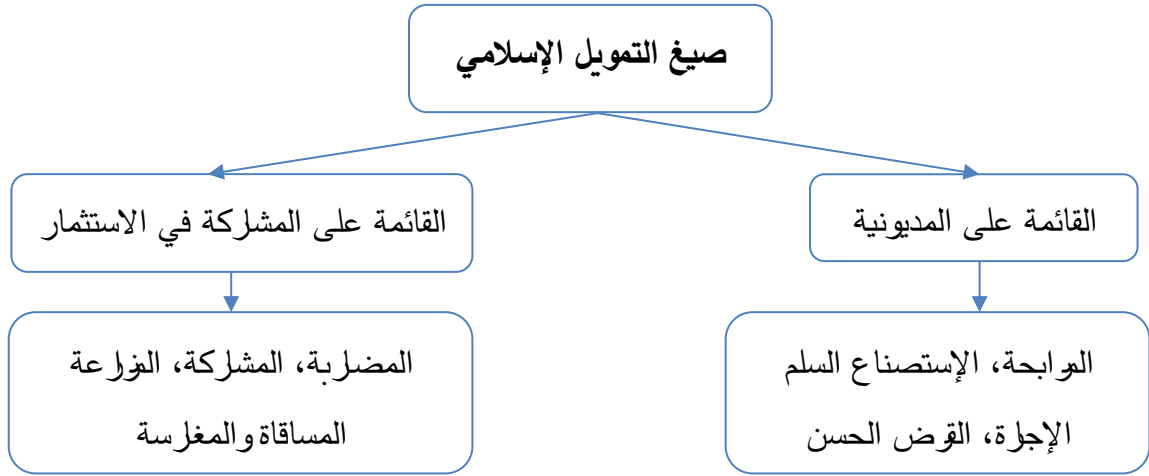 صيغ التمويل الإسلامي
القائمة على المديونية
القائمة على المشاركة في الاستثمار
المرابحة، الإستصناع السلم
الإجارة، القرض الحسن
المضاربة، المشاركة، المزارعة
المساقاة والمغارسة